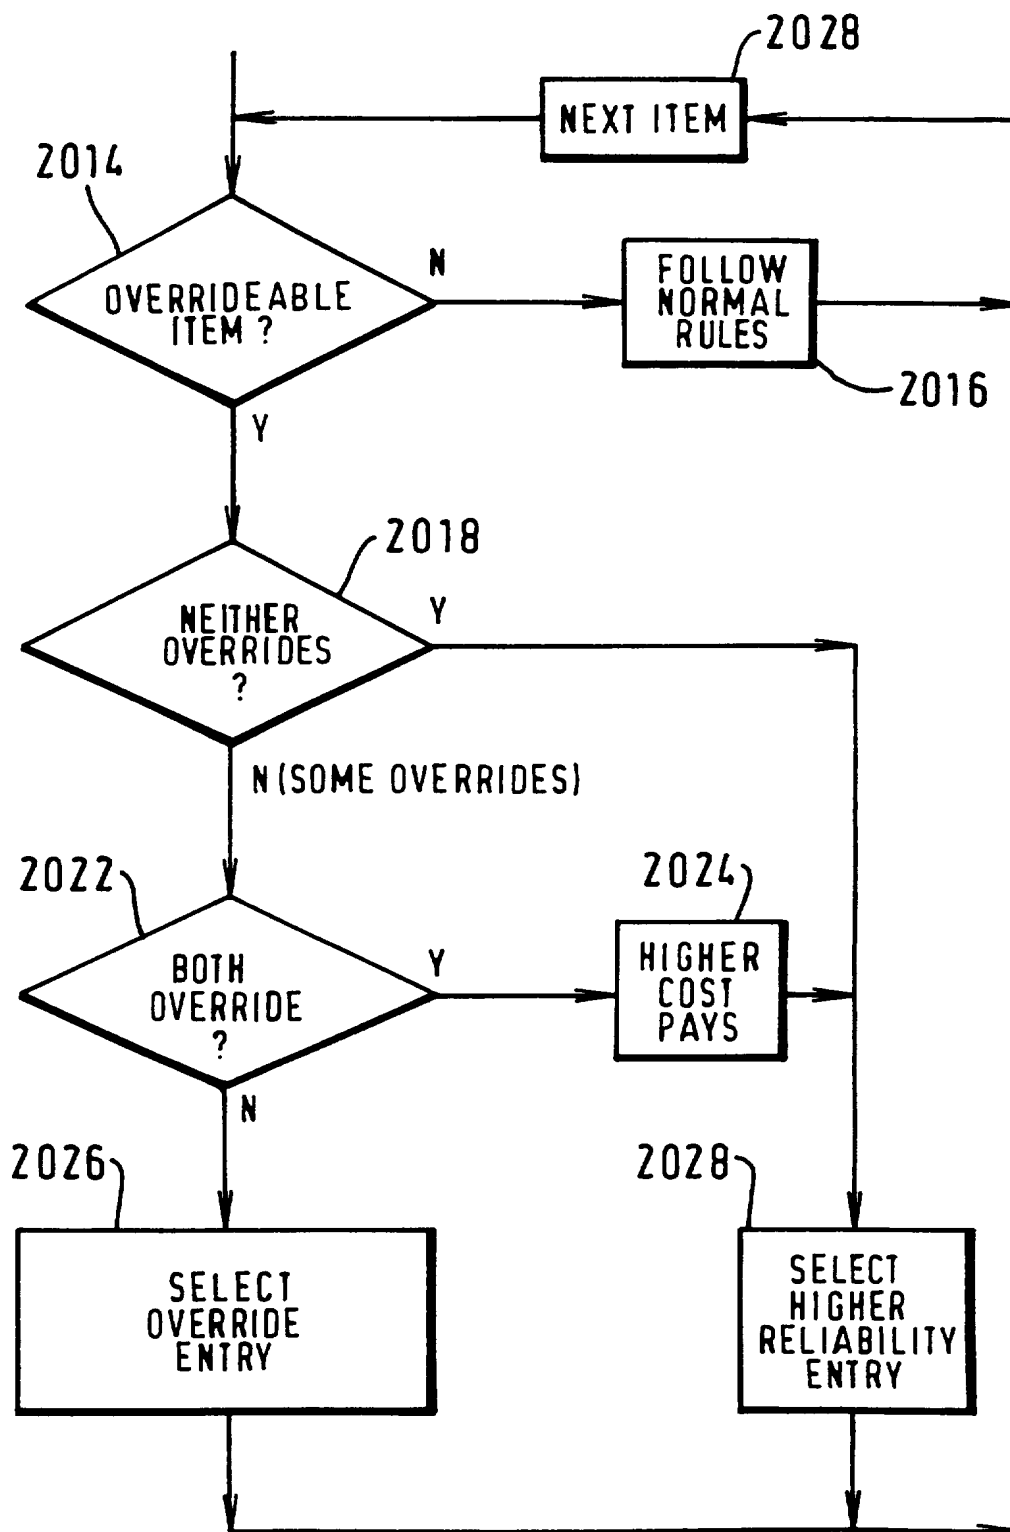 2028
NEXT ITEM
2014
OVERRIDEABLE
ITEM ?
N
FOLLOW
NORMAL
RULES
2016
Y
2018
NEITHER
OVERRIDES
?
Y
N (SOME OVERRIDES)
2022
BOTH
OVERRIDE
?
Y
2024
HIGHER
COST
PAYS
N
2026
SELECT
OVERRIDE
ENTRY
2028
SELECT
HIGHER
RELIABILITY
ENTRY